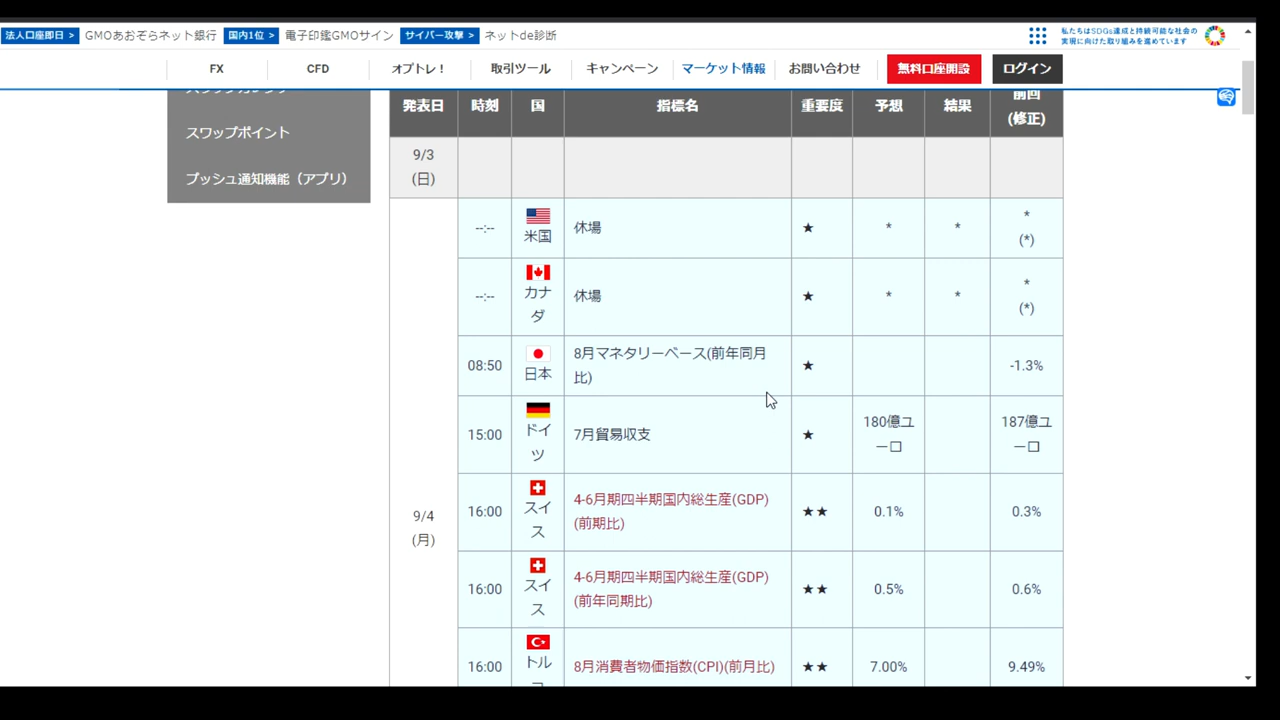 法人口座即日 > GMOあおぞらネット銀行 国内1位 > 電子印鑑GMOサイン サイバー攻撃 > ネットde診断
私たちはSDGs達成と持続可能な社会の
実現に向けた取り組みを進めています
FX CFD オプトレ！ 取引ツール キャンペーン マーケット情報 お問い合わせ 無料口座開設 ログイン
スワップポイント
プッシュ通知機能（アプリ）
発表日 時刻 国 指標名 重要度 予想 結果 前回
(修正)
9/3
(日)
--:-- 米国 休場 ★ * * *
(*)
--:-- カナ
ダ 休場 ★ * * *
(*)
08:50 日本 8月マネタリーベース(前年同月
比) ★ -1.3%
15:00 ドイ
ツ 7月貿易収支 ★ 180億ユ
ーロ 187億ユ
ーロ
9/4
(月)
16:00 スイ
ス 4-6月期四半期国内総生産(GDP)
(前期比) ★★ 0.1% 0.3%
16:00 スイ
ス 4-6月期四半期国内総生産(GDP)
(前年同期比) ★★ 0.5% 0.6%
16:00 トル
コ 8月消費者物価指数(CPI)(前月比) ★★ 7.00% 9.49%